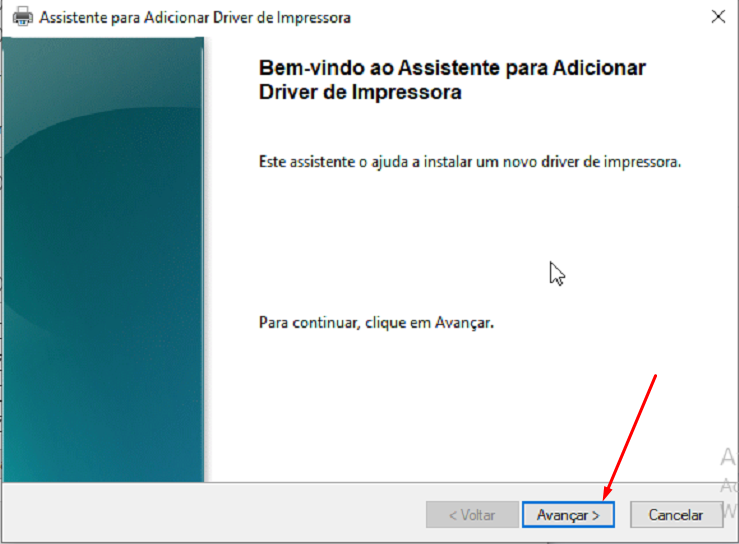 Assistente para Adicionar Driver de Impressora
Bem-vindo ao Assistente para Adicionar
Driver de Impressora
Este assistente o ajuda a instalar um novo driver de impressora.
Para continuar, clique em Avançar.
< Voltar
Avançar >
Cancelar